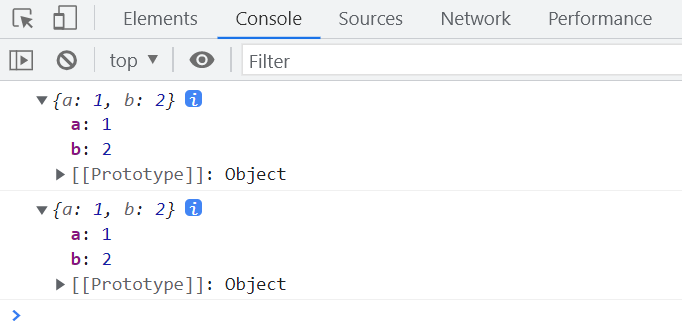 Elements Console Sources Network Performance
top Filter
{a: 1, b: 2} i
a: 1
b: 2
[[Prototype]]: Object
{a: 1, b: 2} i
a: 1
b: 2
[[Prototype]]: Object